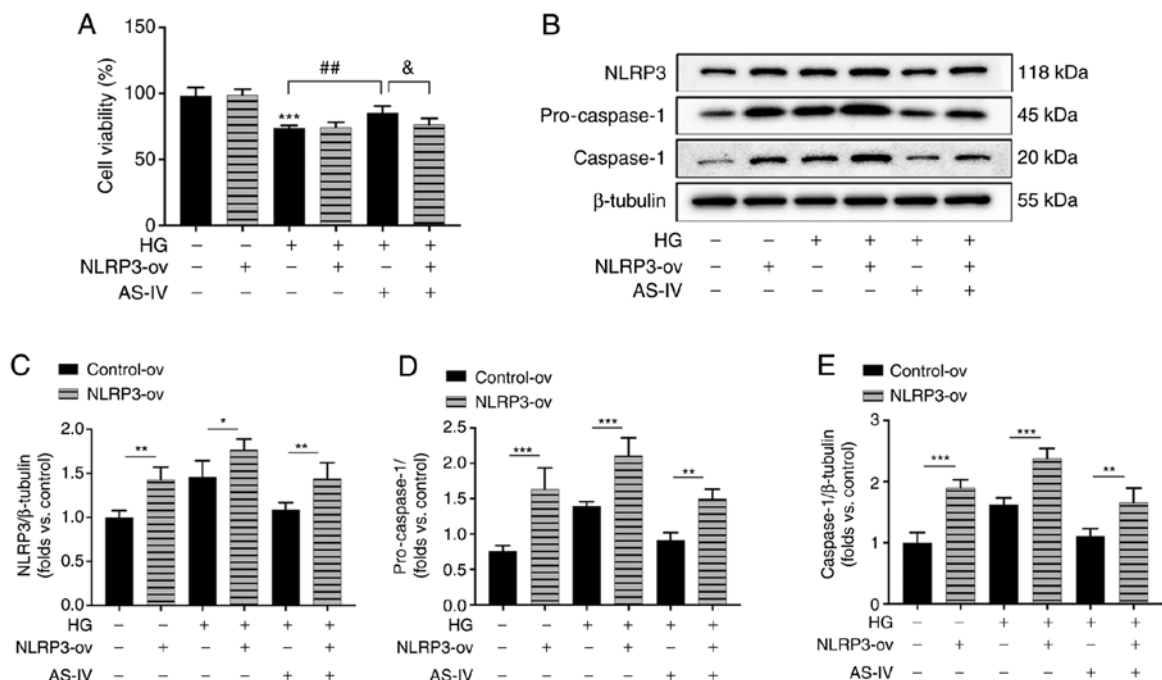 A
Cell viability (%)
150
100
50
0
***
##
&
HG – – + + + +
NLRP3-ov – + – + – +
AS-IV – – – – + +
B
NLRP3 118 kDa
Pro-caspase-1 45 kDa
Caspase-1 20 kDa
β-tubulin 55 kDa
HG – – + + + +
NLRP3-ov – + – + – +
AS-IV – – – – + +
C
Control-ov
NLRP3-ov
NLRP3/β-tubulin
(folds vs. control)
2.0
1.5
1.0
0.5
0.0
**
*
**
HG – – + + + +
NLRP3-ov – + – + – +
AS-IV – – – – + +
D
Control-ov
NLRP3-ov
Pro-caspase-1/
(folds vs. control)
2.5
2.0
1.5
1.0
0.5
0.0
***
***
**
HG – – + + + +
NLRP3-ov – + – + – +
AS-IV – – – – + +
E
Control-ov
NLRP3-ov
Caspase-1/β-tubulin
(folds vs. control)
3
2
1
0
***
***
**
HG – – + + + +
NLRP3-ov – + – + – +
AS-IV – – – – + +